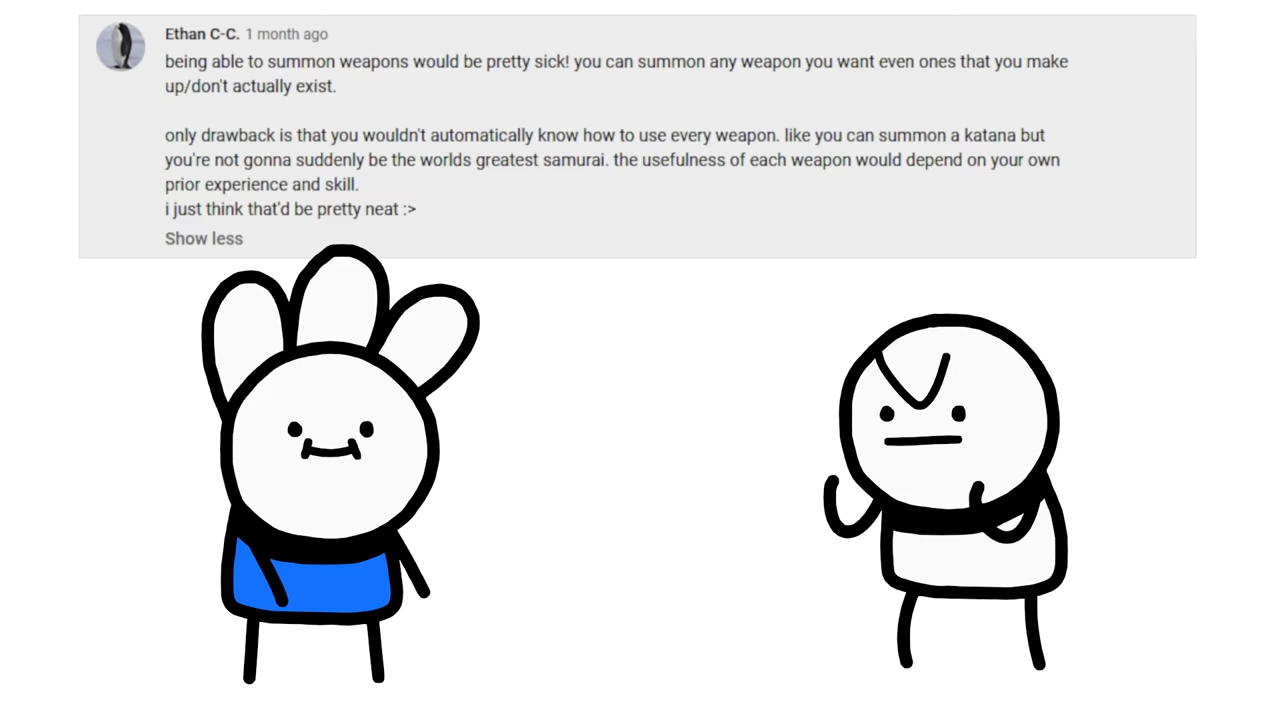 Ethan C-C. 1 month ago
being able to summon weapons would be pretty sick! you can summon any weapon you want even ones that you make
up/don't actually exist.
only drawback is that you wouldn't automatically know how to use every weapon. like you can summon a katana but
you're not gonna suddenly be the worlds greatest samurai. the usefulness of each weapon would depend on your own
prior experience and skill.
i just think that'd be pretty neat :>
Show less